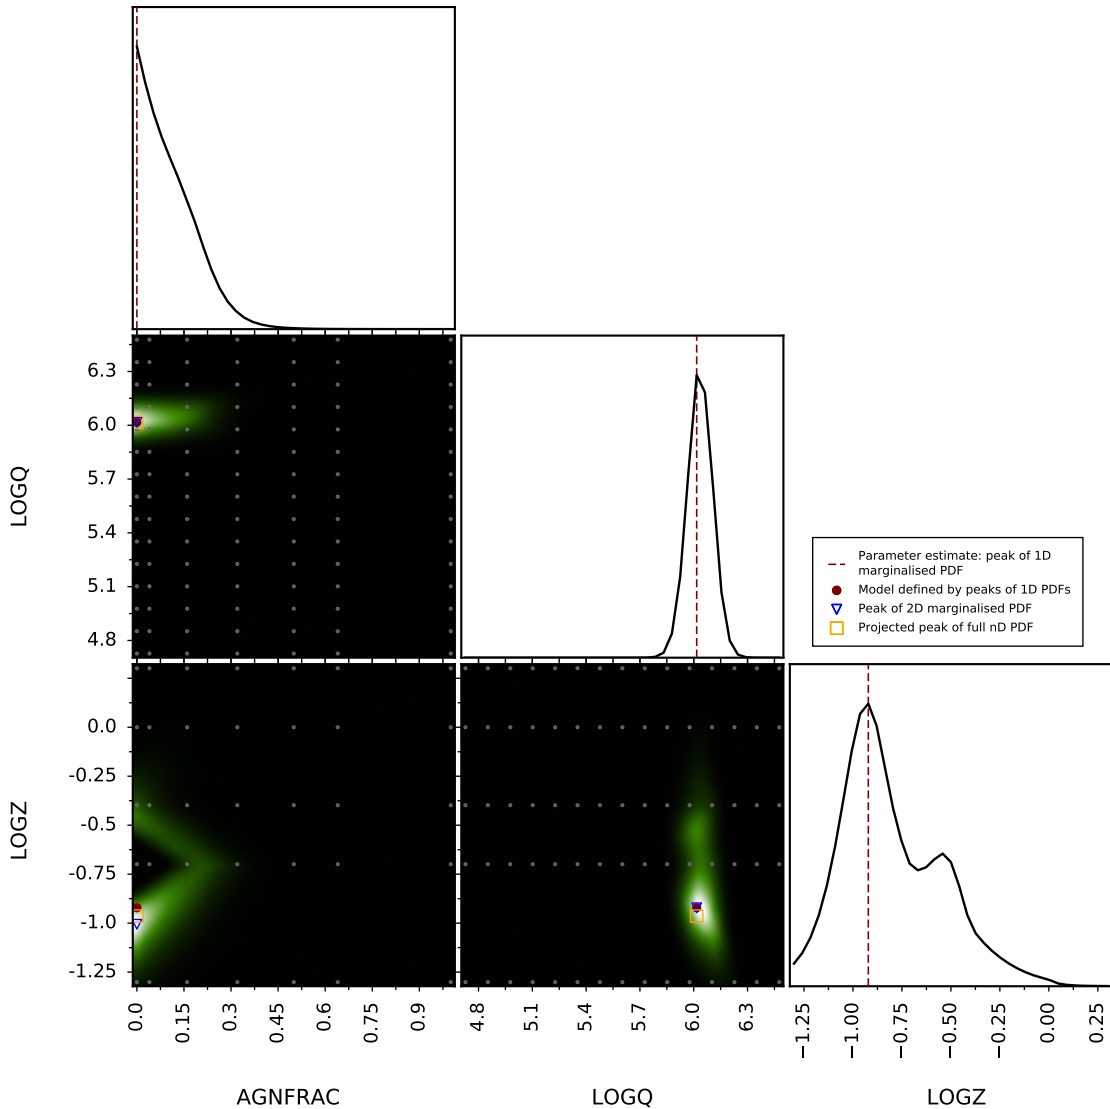 6.3
6.0
5.7
5.4
5.1
4.8
LOGQ
Parameter estimate: peak of 1D
marginalised PDF
Model defined by peaks of 1D PDFs
Peak of 2D marginalised PDF
Projected peak of full nD PDF
0.0
-0.25
-0.5
-0.75
-1.0
-1.25
LOGZ
0.0 0.15 0.3 0.45 0.6 0.75 0.9
4.8 5.1 5.4 5.7 6.0 6.3
−1.25 −1.00 −0.75 −0.50 −0.25 0.00 0.25
AGNFRAC LOGQ LOGZ